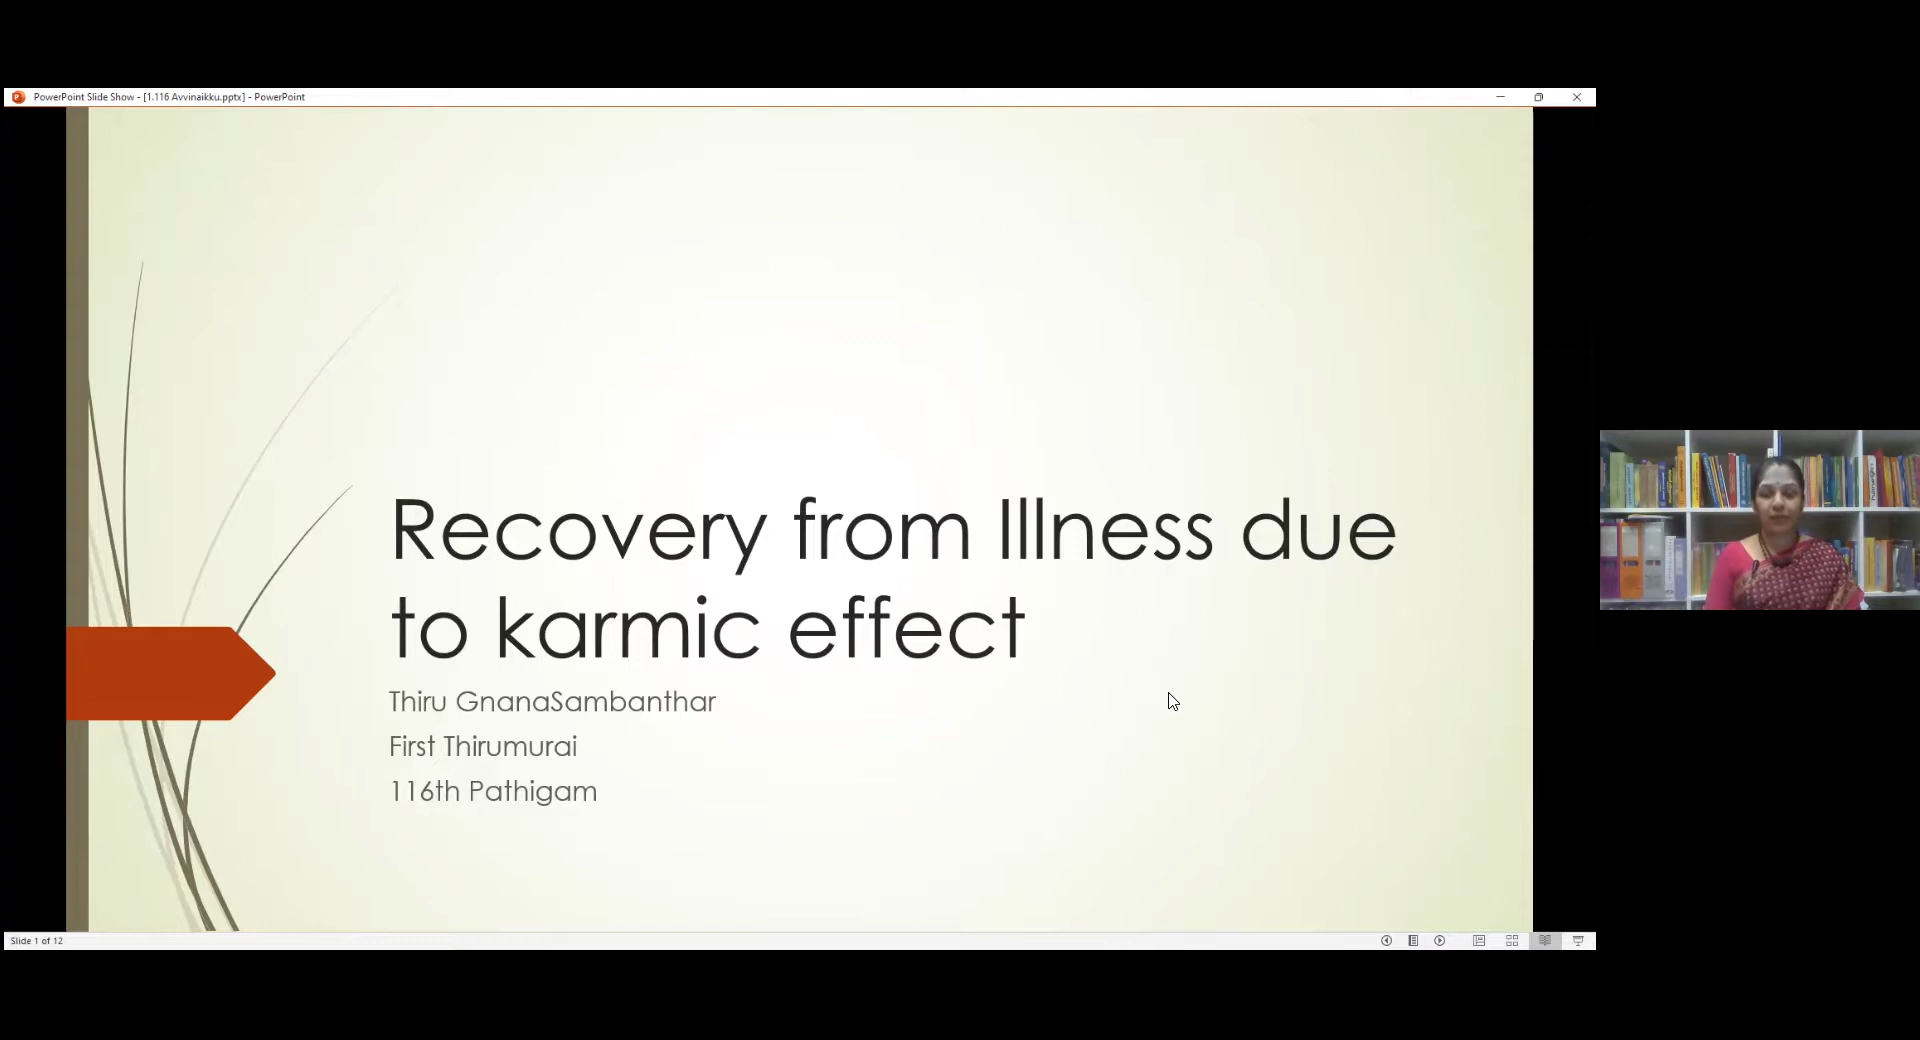 PowerPoint Slide Show - [1.116 Avvinaikku.pptx] - PowerPoint
Recovery from Illness due
to karmic effect
Thiru GnanaSambanthar
First Thirumurai
116th Pathigam
Slide 1 of 12